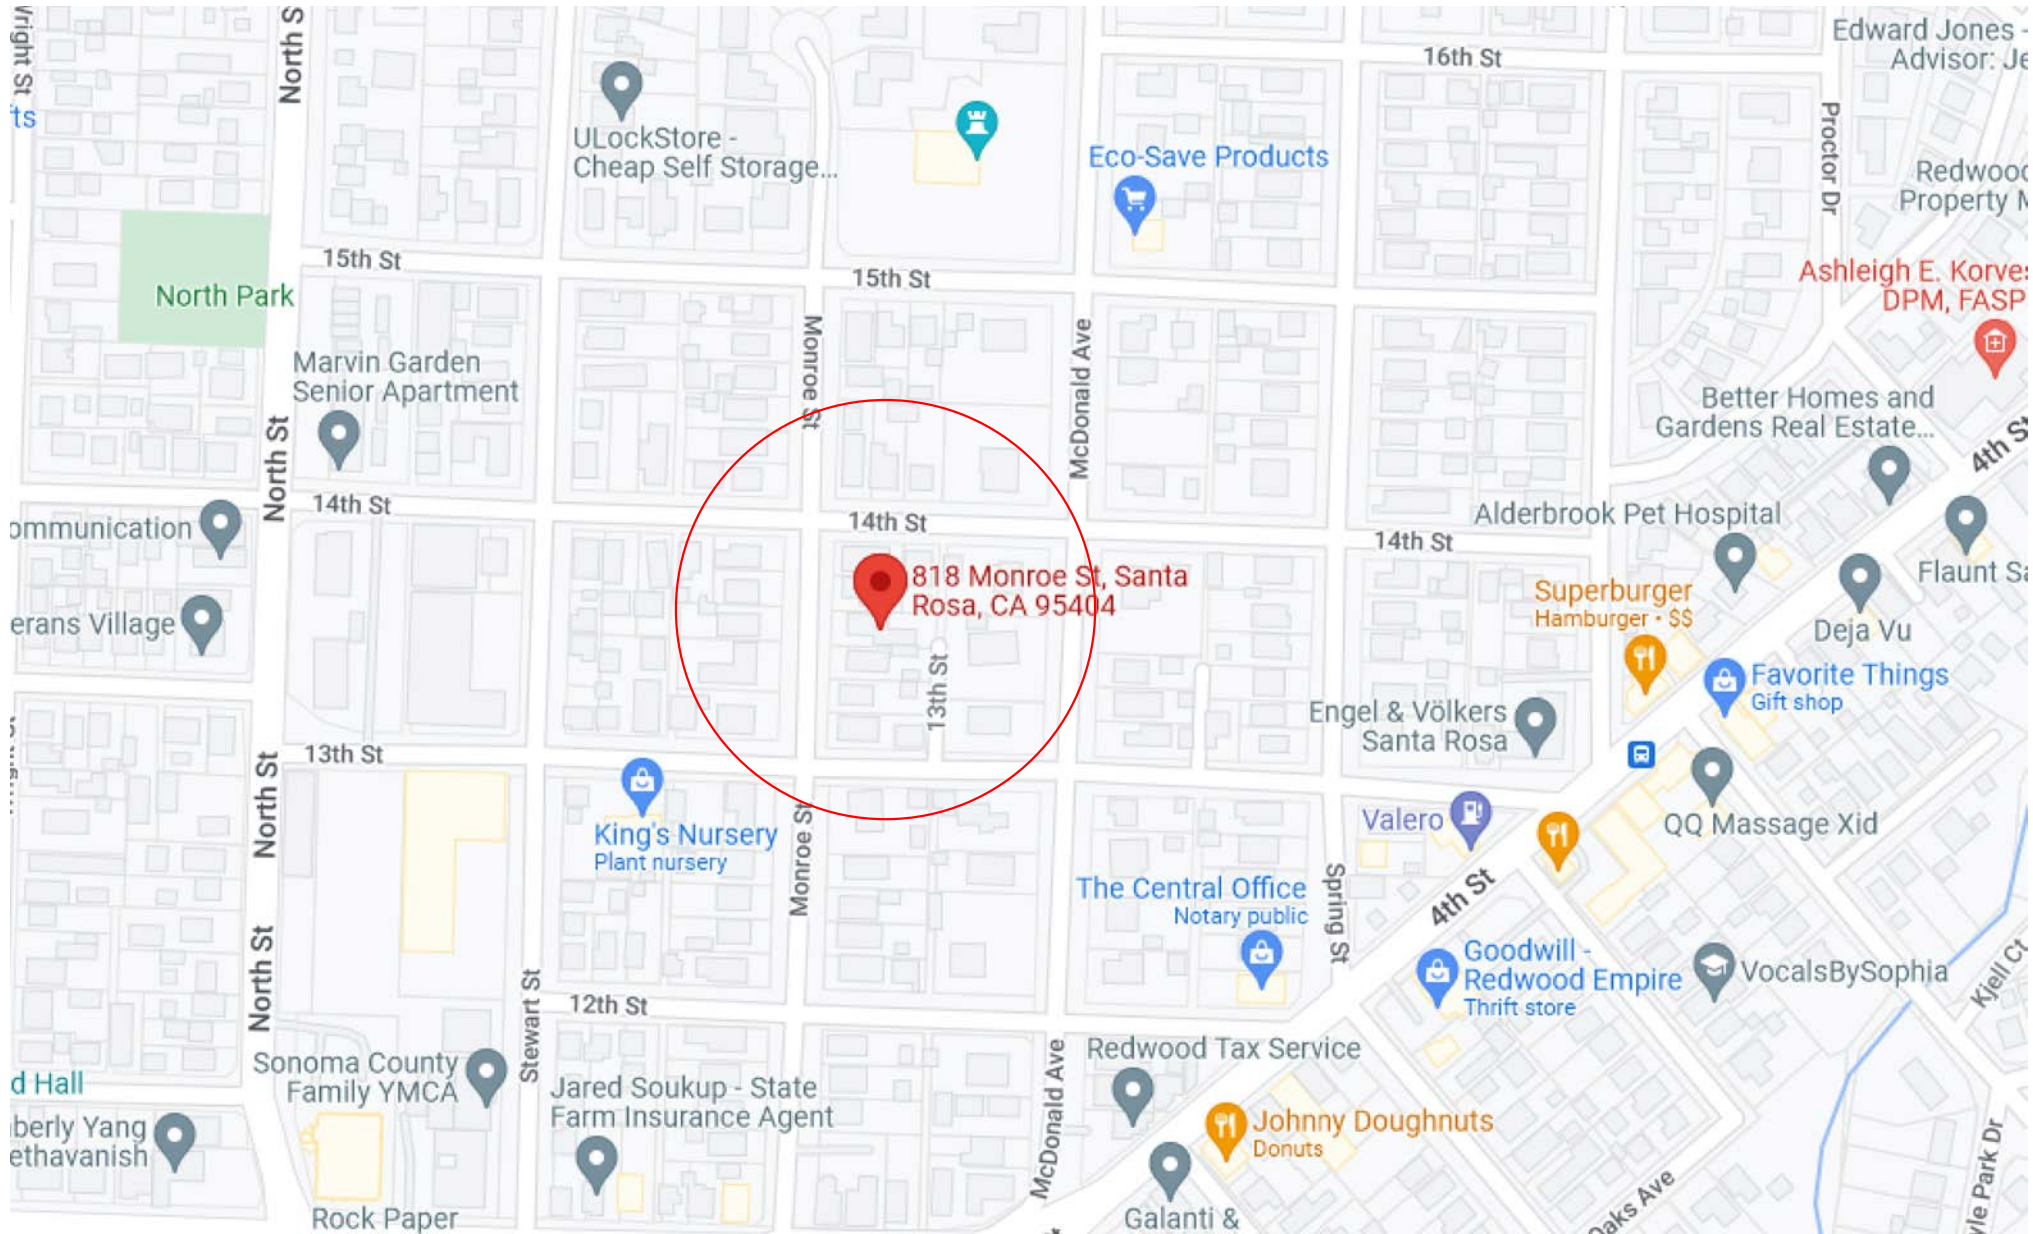 Wright St
North S
16th St
Edward Jones -
Advisor: Je
ts
ULockStore -
Cheap Self Storage...
Proctor Dr
Eco-Save Products
Redwood
Property M
15th St
15th St
North Park
Ashleigh E. Korves
DPM, FASP
Monroe St
McDonald Ave
Marvin Garden
Senior Apartment
Better Homes and
Gardens Real Estate...
4th St
North St
14th St
14th St
14th St
Alderbrook Pet Hospital
ommunication
818 Monroe St, Santa
Rosa, CA 95404
Flaunt Sa
Superburger
Hamburger · $$
erans Village
Deja Vu
13th St
Favorite Things
Gift shop
Engel & Völkers
Santa Rosa
13th St
North St
King's Nursery
Plant nursery
Monroe St
Valero
QQ Massage Xid
The Central Office
Notary public
Spring St
4th St
North St
Goodwill -
Redwood Empire
Thrift store
VocalsBySophia
Kjell Ct
Stewart St
12th St
Redwood Tax Service
Sonoma County
Family YMCA
d Hall
Jared Soukup - State
Farm Insurance Agent
McDonald Ave
Johnny Doughnuts
Donuts
berly Yang
ethavanish
yle Park Dr
Oaks Ave
Rock Paper
Galanti &